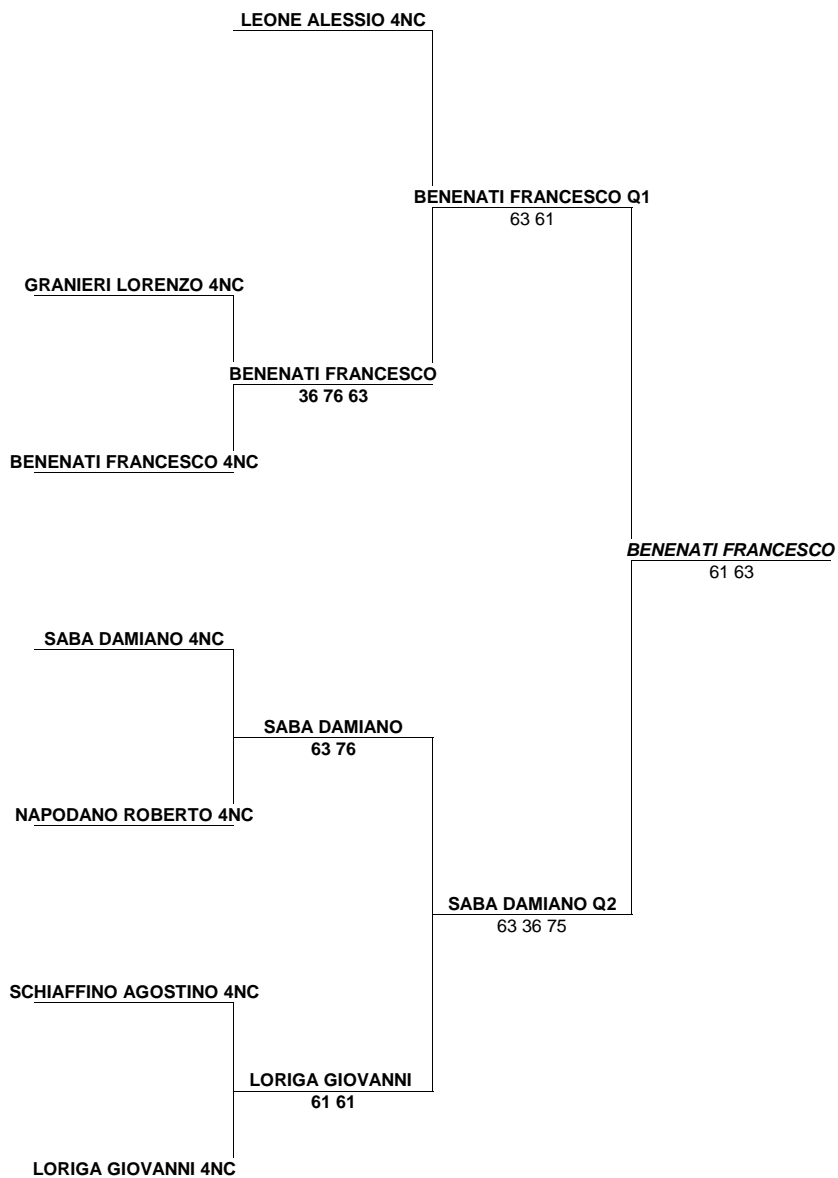 LEONE ALESSIO 4NC
BENENATI FRANCESCO Q1
63 61
GRANIERI LORENZO 4NC
BENENATI FRANCESCO
36 76 63
BENENATI FRANCESCO 4NC
BENENATI FRANCESCO
61 63
SABA DAMIANO 4NC
SABA DAMIANO
63 76
NAPODANO ROBERTO 4NC
SABA DAMIANO Q2
63 36 75
SCHIAFFINO AGOSTINO 4NC
LORIGA GIOVANNI
61 61
LORIGA GIOVANNI 4NC